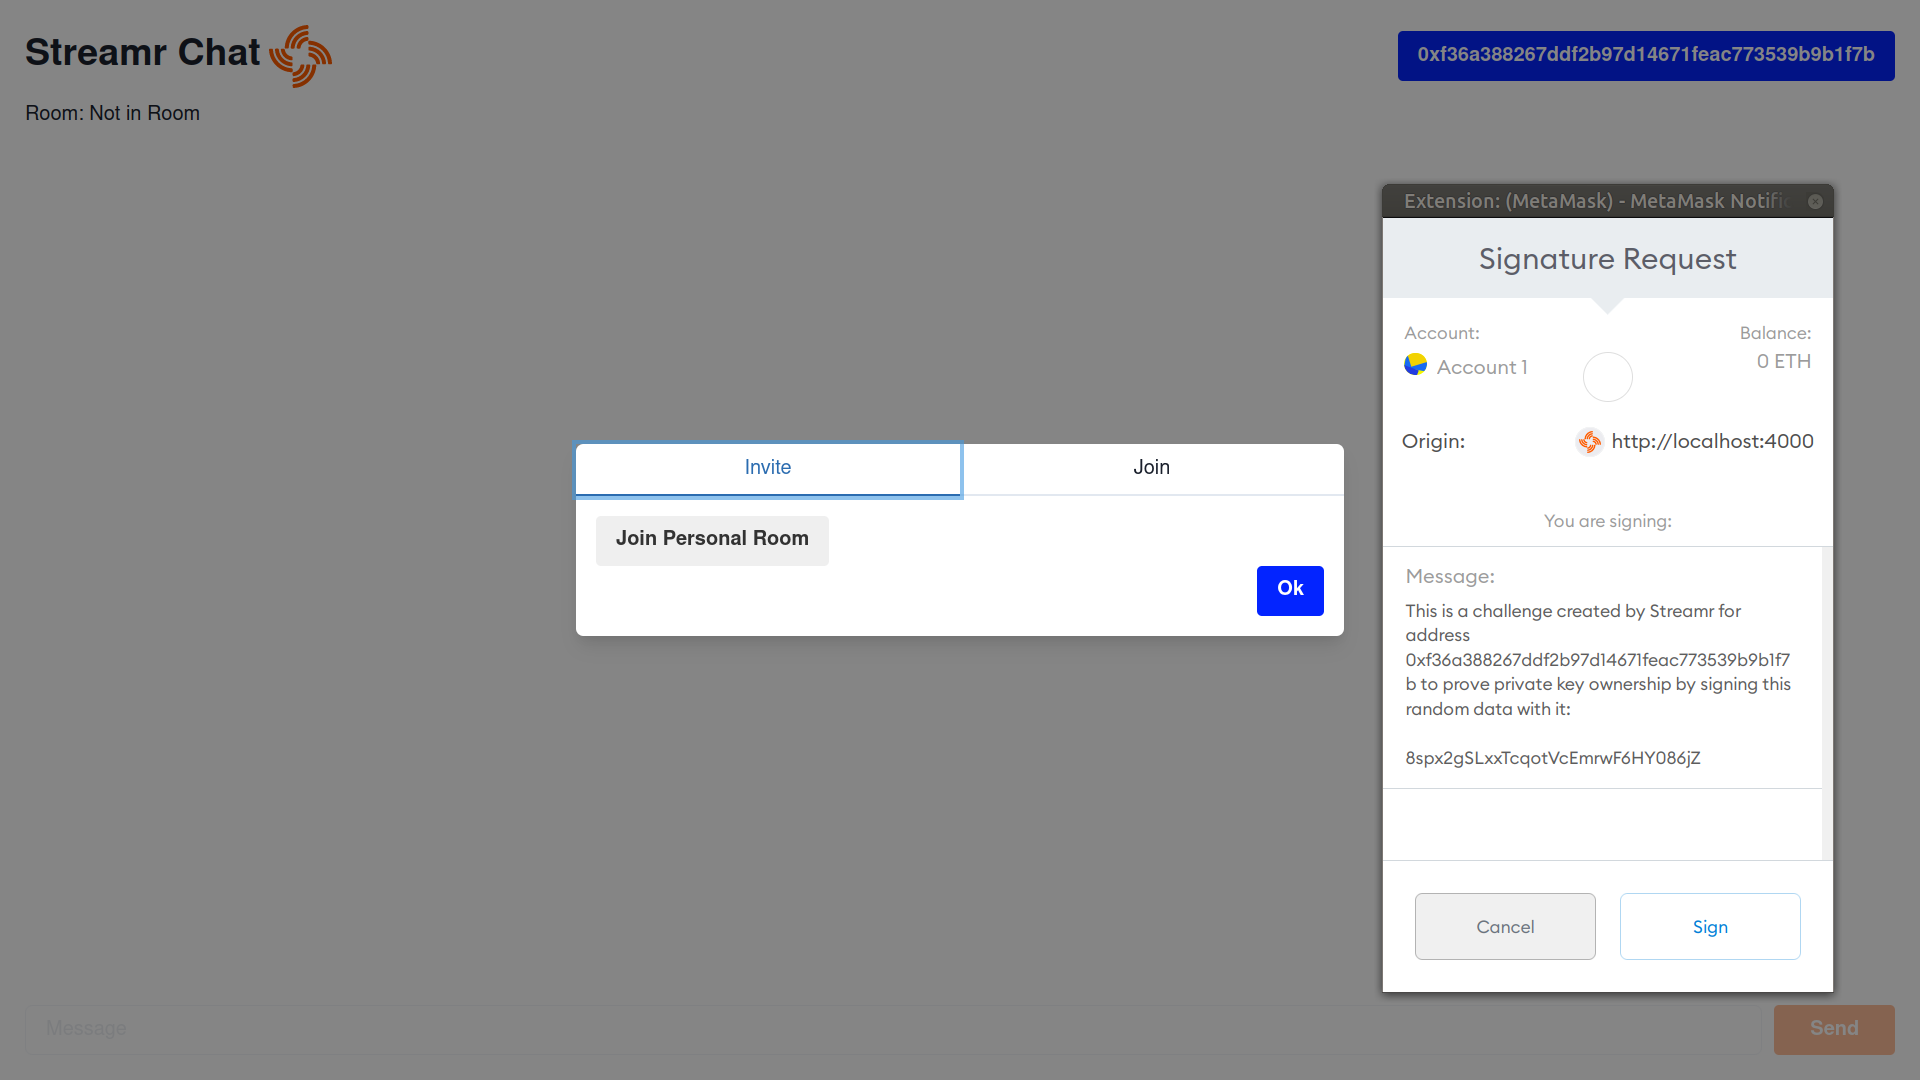 Streamr Chat
0xf36a388267ddf2b97d14671feac773539b9b1f7b
Room: Not in Room
Invite
Join
Join Personal Room
Ok
Extension: (MetaMask) - MetaMask Notific
Signature Request
Account:
Balance:
Account 1
0 ETH
Origin:
http://localhost:4000
You are signing:
Message:
This is a challenge created by Streamr for
address
0xf36a388267ddf2b97d14671feac773539b9b1f7
b to prove private key ownership by signing this
random data with it:
8spx2gSLxxTcqotVcEmrwF6HY086jZ
Cancel
Sign
Message
Send